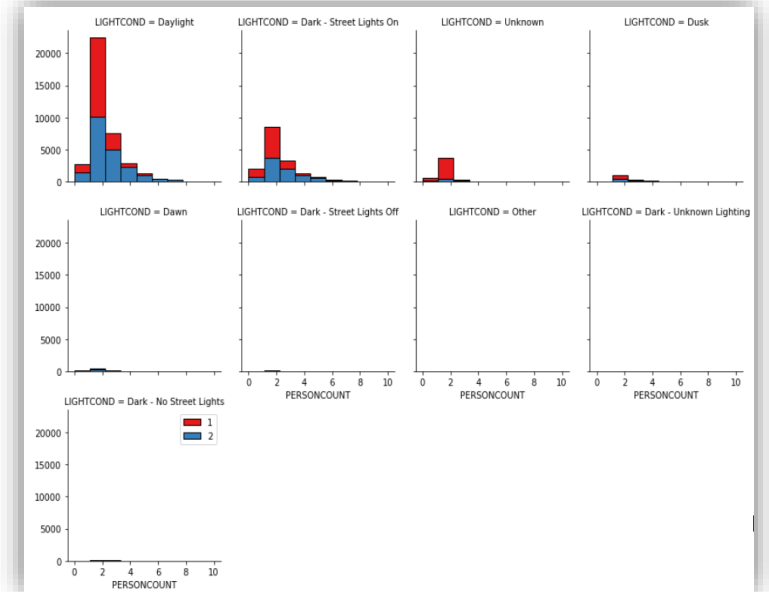 LIGHTCOND = Daylight
LIGHTCOND = Dark - Street Lights On
LIGHTCOND = Unknown
LIGHTCOND = Dusk
20000
15000
10000
5000
0
LIGHTCOND = Dawn
LIGHTCOND = Dark - Street Lights Off
LIGHTCOND = Other
LIGHTCOND = Dark - Unknown Lighting
20000
15000
10000
5000
0
0 2 4 6 8 10
PERSONCOUNT
0 2 4 6 8 10
PERSONCOUNT
0 2 4 6 8 10
PERSONCOUNT
LIGHTCOND = Dark - No Street Lights
1
2
20000
15000
10000
5000
0
0 2 4 6 8 10
PERSONCOUNT